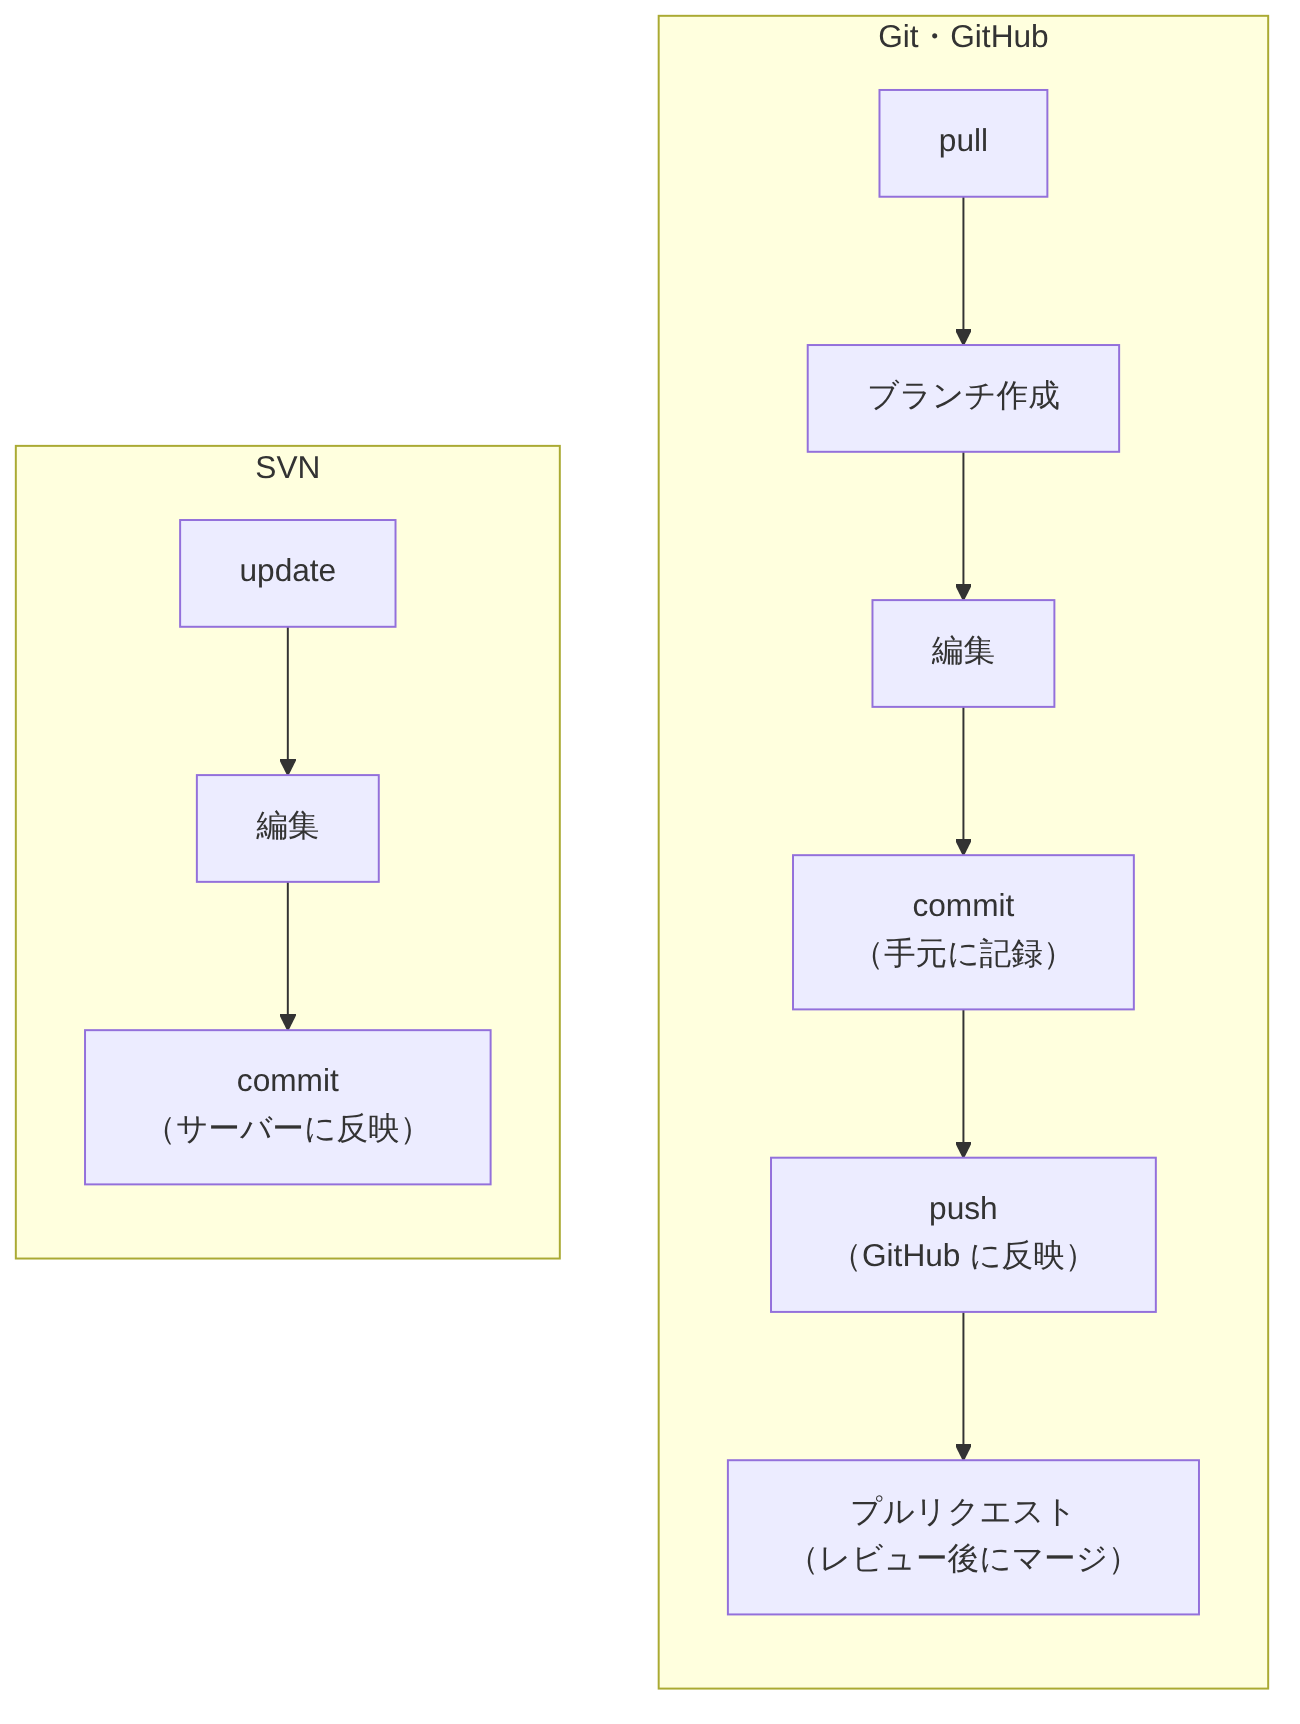 SVN
update
編集
commit
（サーバーに反映）
Git・GitHub
pull
ブランチ作成
編集
commit
（手元に記録）
push
（GitHub に反映）
プルリクエスト
（レビュー後にマージ）